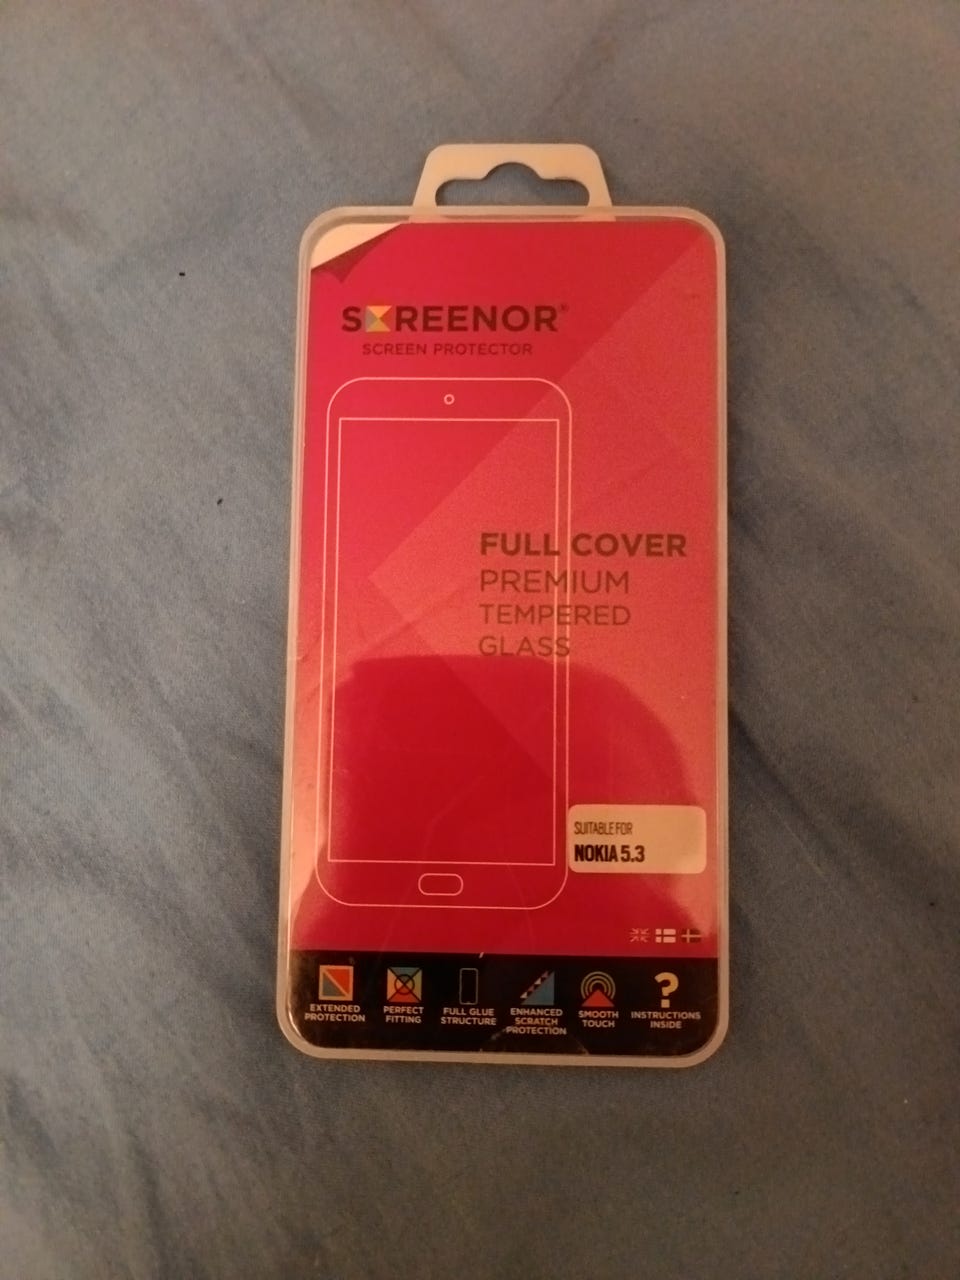 SCREENOR®
SCREEN PROTECTOR
FULL COVER
PREMIUM
TEMPERED
GLASS
SUITABLE FOR
NOKIA 5.3
EXTENDED
PROTECTION
PERFECT
FITTING
FULL GLUE
STRUCTURE
ENHANCED
SCRATCH
PROTECTION
SMOOTH
TOUCH
?
INSTRUCTIONS
INSIDE